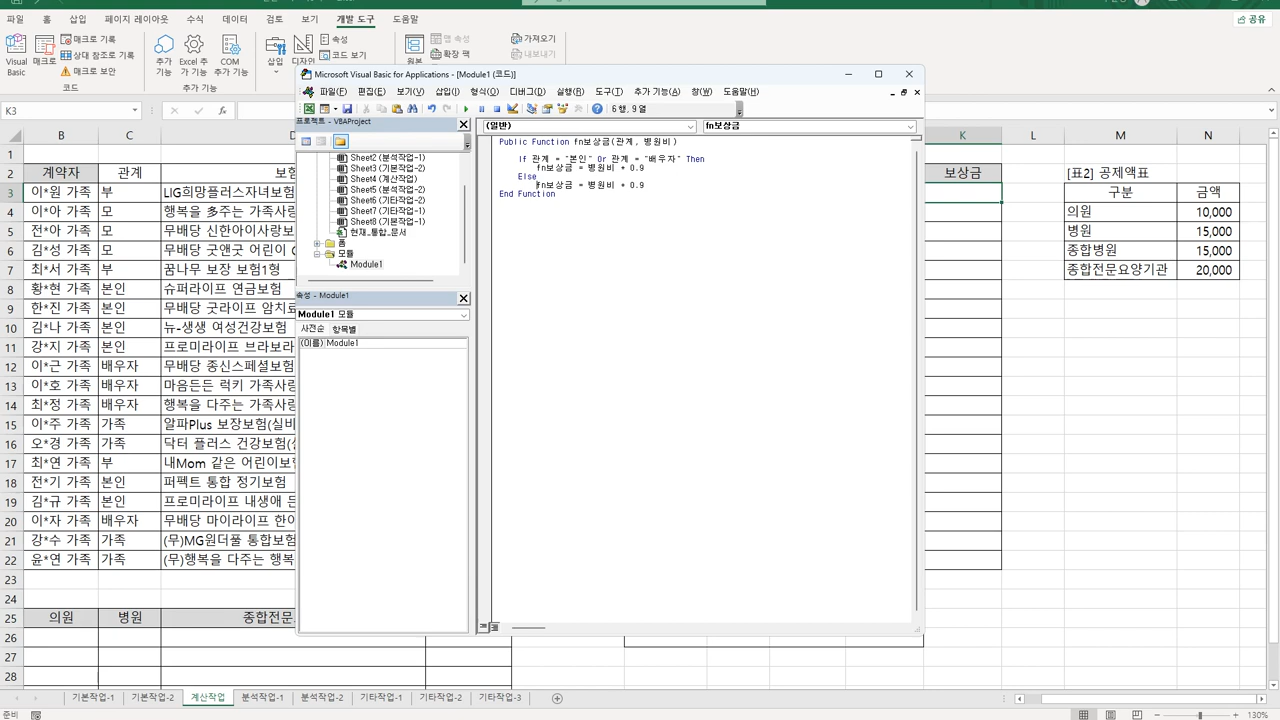 파일 홈 삽입 페이지 레이아웃 수식 데이터 검토 보기 개발 도구 도움말 공유
매크로 기록 속성 맵 속성 가져오기
상대 참조로 기록 코드 보기 확장 팩 내보내기
Visual Basic 매크로 매크로 보안 추가 기능 Excel 추가 기능 COM 추가 기능 삽입 디자인 원본
코드 추가 기능
Microsoft Visual Basic for Applications - [Module1 (코드)]
파일(F) 편집(E) 보기(V) 삽입(I) 형식(O) 디버그(D) 실행(R) 도구(T) 추가 기능(A) 창(W) 도움말(H)
6 행, 9 열
K3
프로젝트 - VBAProject
(일반) fn보상금
Sheet2 (분석작업-1)
Sheet3 (기본작업-2)
Sheet4 (계산작업)
Sheet5 (분석작업-2)
Sheet6 (기타작업-2)
Sheet7 (기타작업-1)
Sheet8 (기본작업-1)
현재_통합_문서
폼
모듈
Module1
속성 - Module1
Module1 모듈
사전순 항목별
(이름) Module1
Public Function fn보상금(관계, 병원비)
If 관계 = "본인" Or 관계 = "배우자" Then
fn보상금 = 병원비 * 0.9
Else
fn보상금 = 병원비 * 0.9
End Function
B C D K L M N
1
2 계약자 관계 보험 보상금 [표2] 공제액표
3 이*원 가족 부 LIG희망플러스자녀보험 구분 금액
4 이*아 가족 모 행복을 多주는 가족사랑 의원 10,000
5 전*아 가족 모 무배당 신한아이사랑보 병원 15,000
6 김*성 가족 모 무배당 굿앤굿 어린이 종합병원 15,000
7 최*서 가족 부 꿈나무 보장 보험1형 종합전문요양기관 20,000
8 황*현 가족 본인 슈퍼라이프 연금보험
9 한*진 가족 본인 무배당 굿라이프 암치료
10 김*나 가족 본인 뉴-생생 여성건강보험
11 강*지 가족 본인 프로미라이프 브라보라
12 이*근 가족 배우자 무배당 종신스페셜보험
13 이*호 가족 배우자 마음든든 럭키 가족사랑
14 최*정 가족 배우자 행복을 다주는 가족사랑
15 이*주 가족 가족 알파Plus 보장보험(실비
16 오*경 가족 가족 닥터 플러스 건강보험
17 최*연 가족 부 내Mom 같은 어린이보험
18 전*기 가족 본인 퍼펙트 통합 정기보험
19 김*규 가족 본인 프로미라이프 내생애 든
20 이*자 가족 배우자 무배당 마이라이프 한아
21 강*수 가족 가족 (무)MG원더풀 통합보험
22 윤*연 가족 가족 (무)행복을 다주는 행복
23
24
25 의원 병원 종합전문
26
27
28
기본작업-1 기본작업-2 계산작업 분석작업-1 분석작업-2 기타작업-1 기타작업-2 기타작업-3
준비 130%